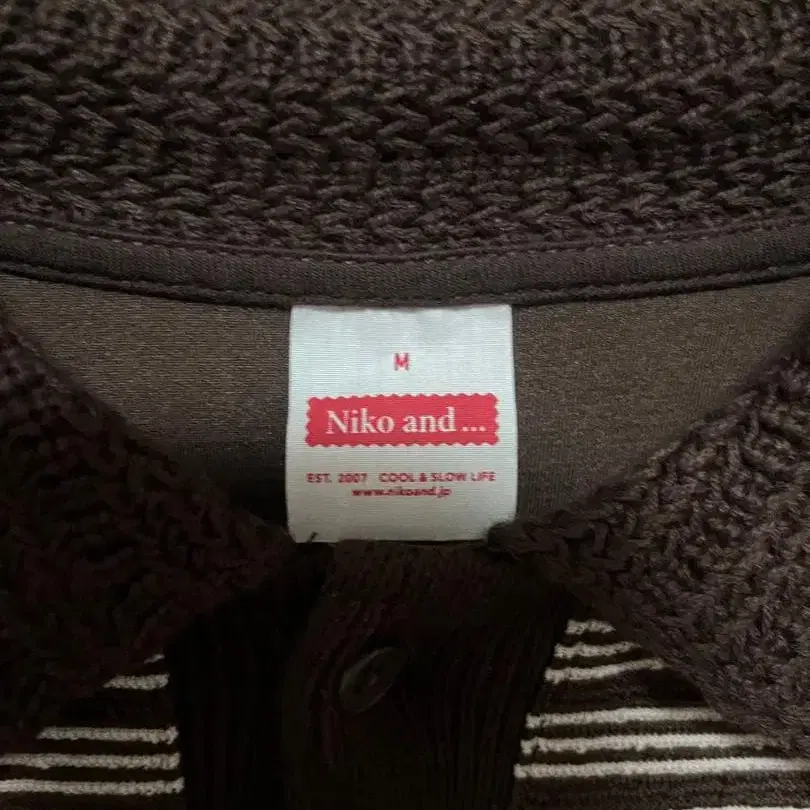 M
Niko and ...
EST. 2007 COOL & SLOW LIFE
www.nikoand.jp